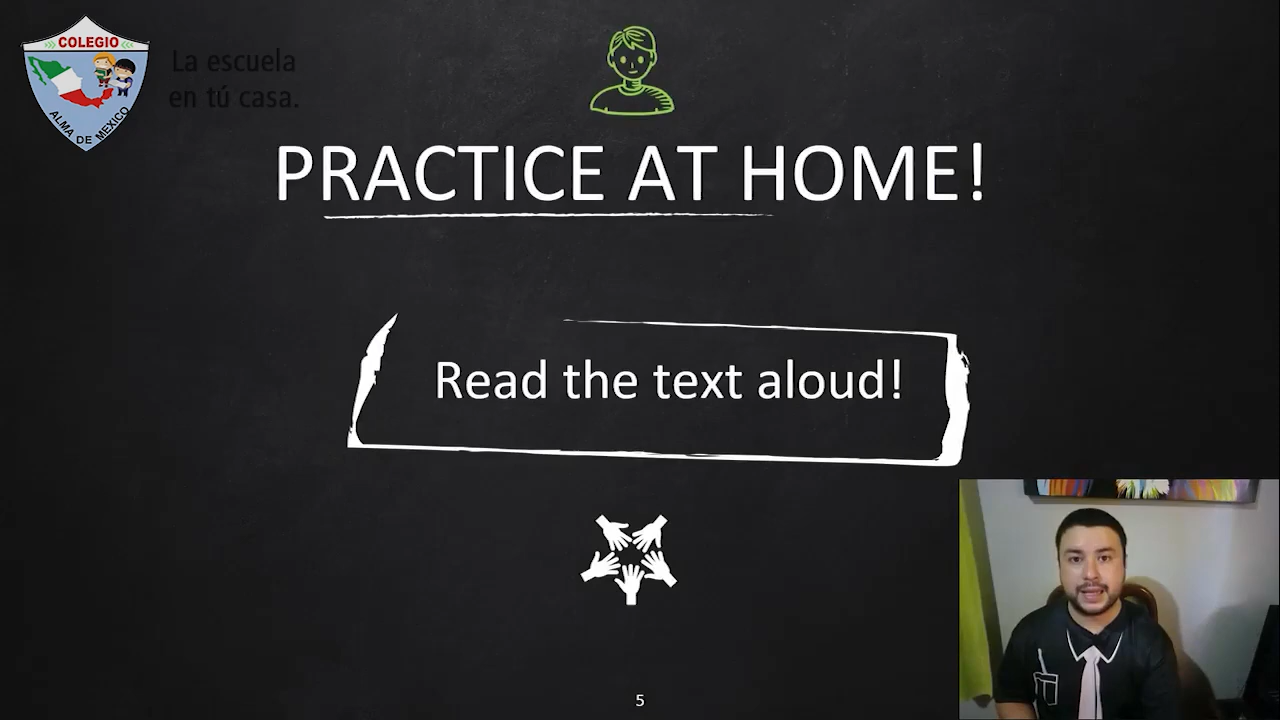 COLEGIO
ALMA DE MEXICO
La escuela
en tú casa.
PRACTICE AT HOME!
Read the text aloud!
5